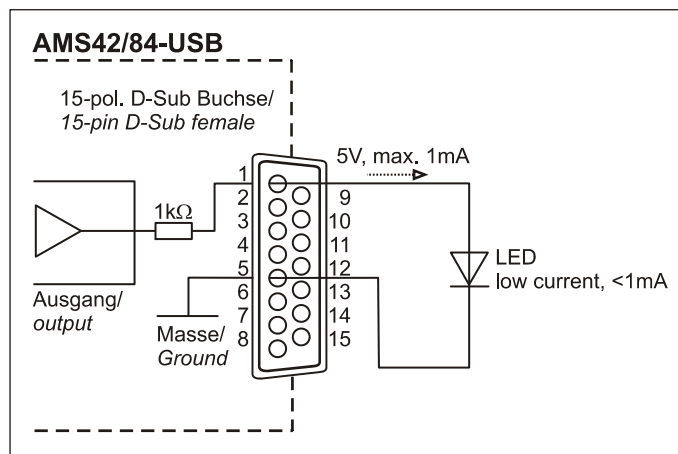 AMS42/84-USB
15-pol. D-Sub Buchse/
15-pin D-Sub female
5V, max. 1mA
1
2
3
4
5
6
7
8
9
10
11
12
13
14
15
1kΩ
Ausgang/
output
Masse/
Ground
LED
low current, <1mA